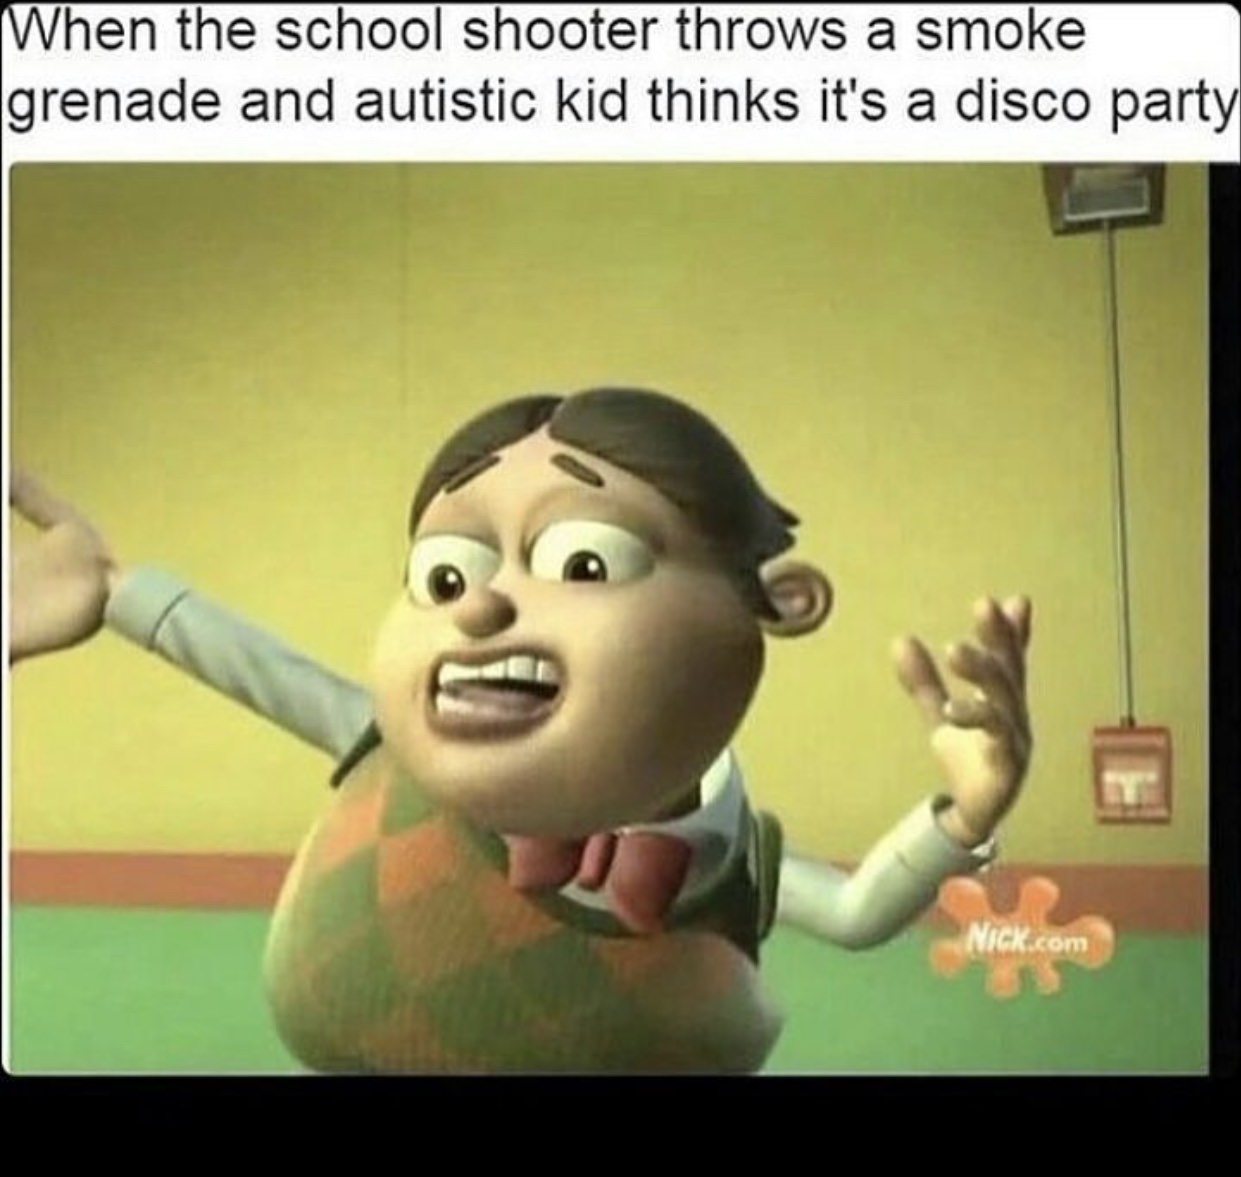 When the school shooter throws a smoke
grenade and autistic kid thinks it's a disco party
NICK.com